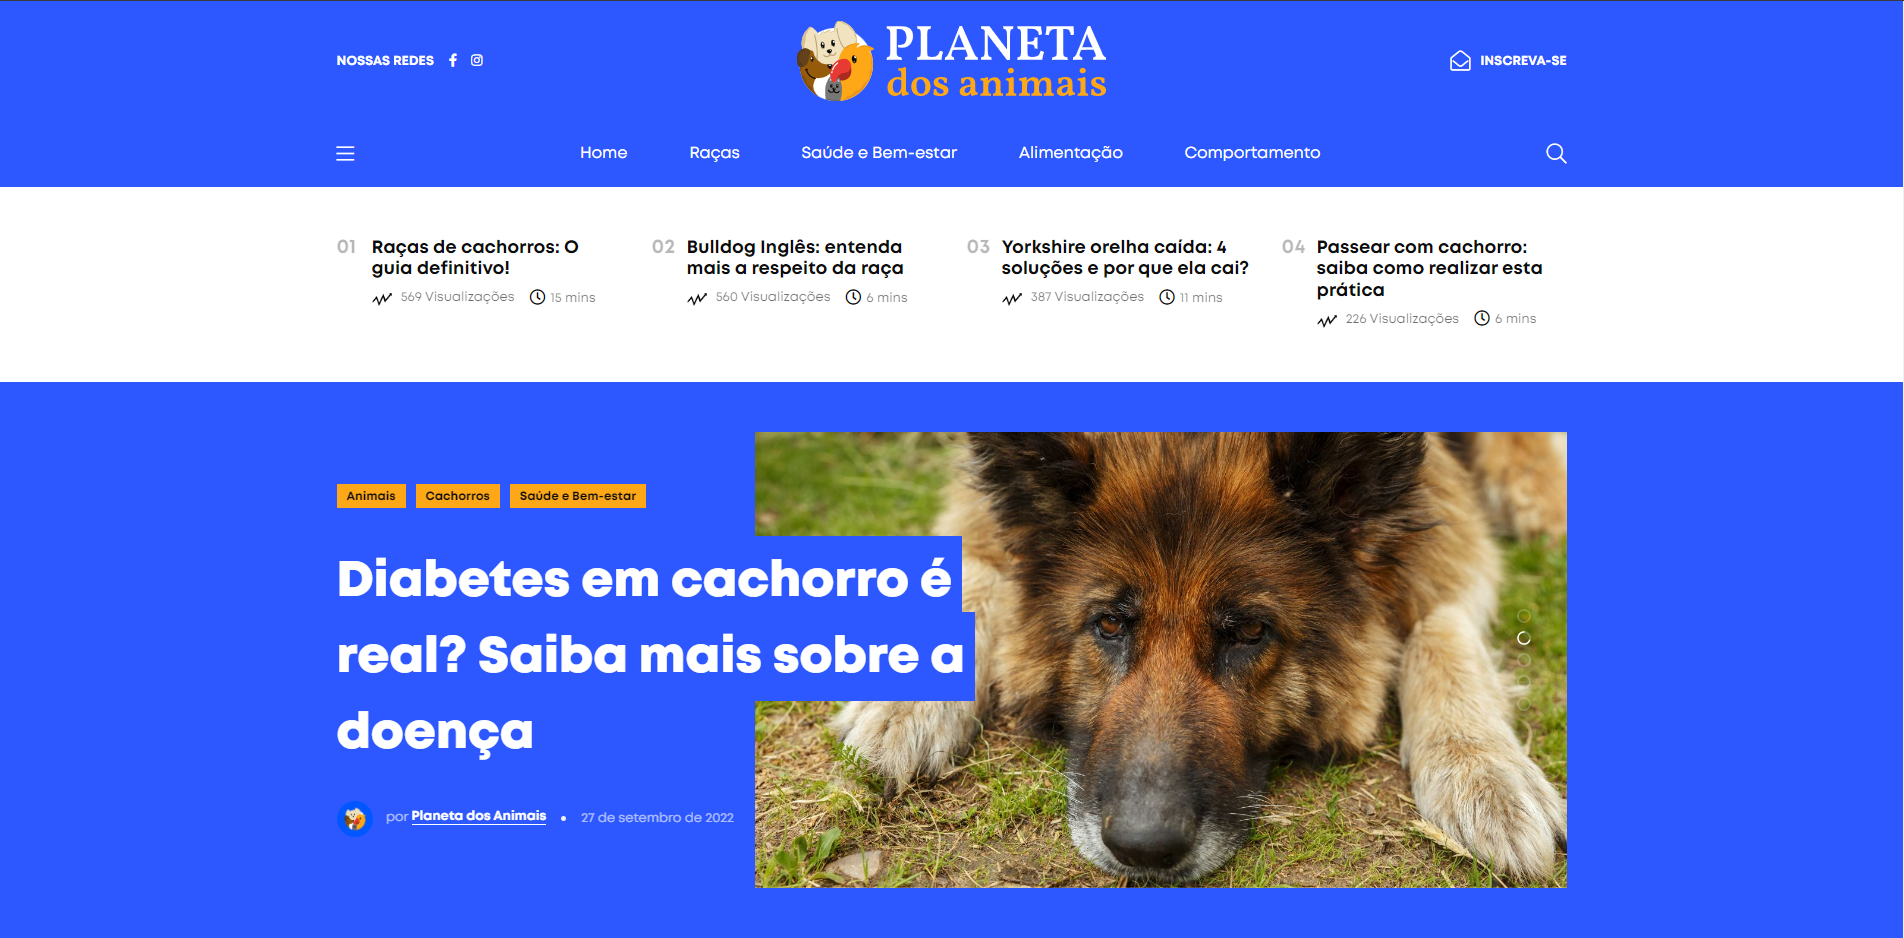 NOSSAS REDES
PLANETA
dos animais
INSCREVA-SE
Home
Raças
Saúde e Bem-estar
Alimentação
Comportamento
01
Raças de cachorros: O
guia definitivo!
569 Visualizações
15 mins
02
Bulldog Inglês: entenda
mais a respeito da raça
560 Visualizações
6 mins
03
Yorkshire orelha caída: 4
soluções e por que ela cai?
387 Visualizações
11 mins
04
Passear com cachorro:
saiba como realizar esta
prática
226 Visualizações
6 mins
Animais
Cachorros
Saúde e Bem-estar
Diabetes em cachorro é
real? Saiba mais sobre a
doença
por Planeta dos Animais
27 de setembro de 2022